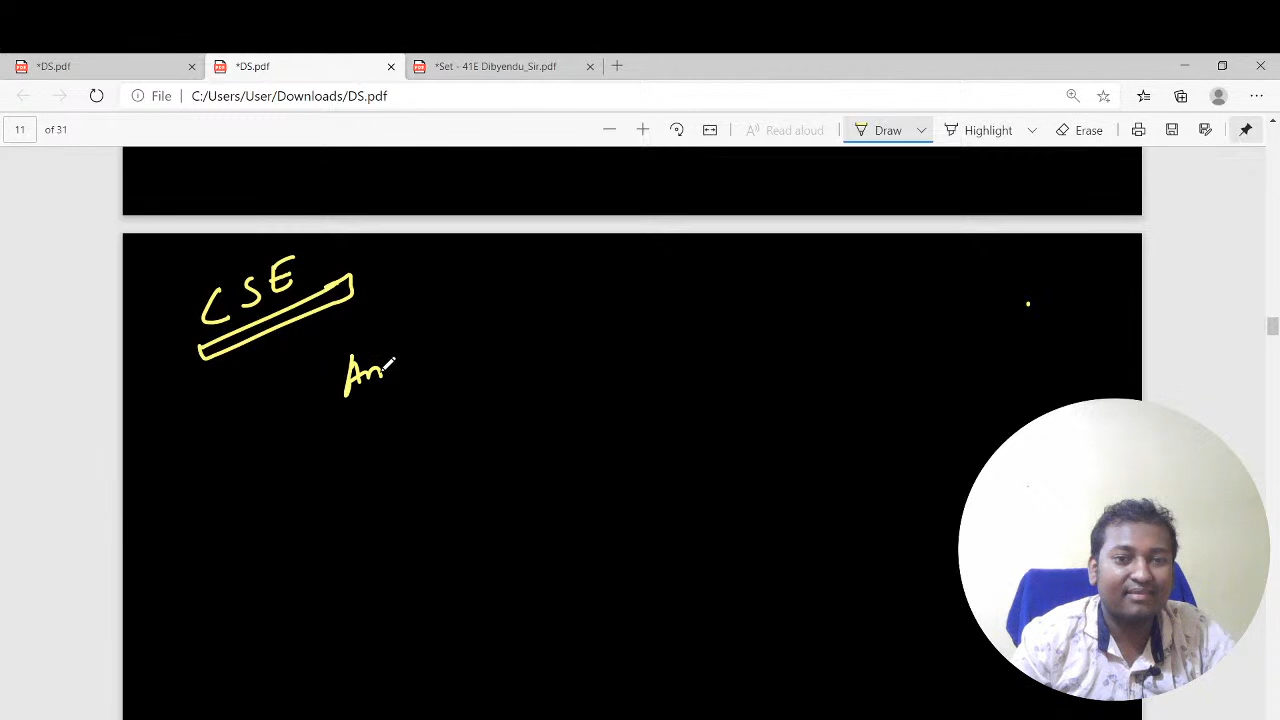 *DS.pdf
*DS.pdf
*Set - 41E Dibyendu_Sir.pdf
File
C:/Users/User/Downloads/DS.pdf
11 of 31
Read aloud
Draw
Highlight
Erase
CSE
An